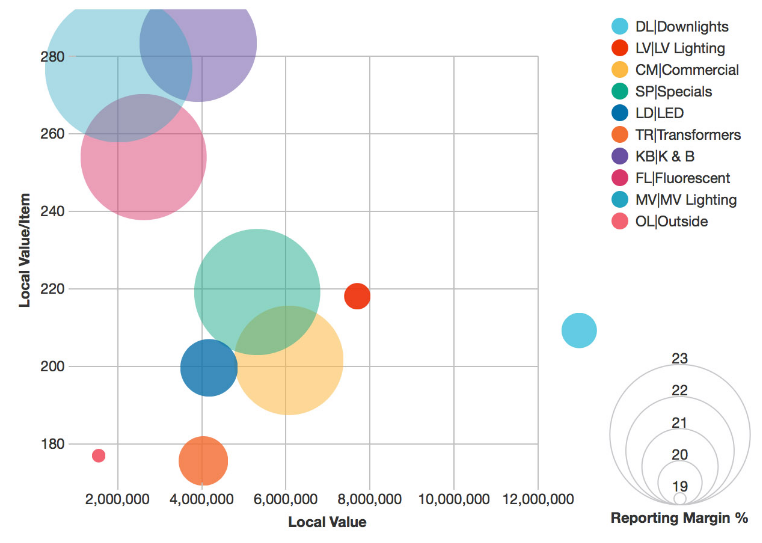 DL|Downlights
LV|LV Lighting
CM|Commercial
SP|Specials
LD|LED
TR|Transformers
KB|K & B
FL|Fluorescent
MV|MV Lighting
OL|Outside
280
260
240
220
200
180
Local Value/Item
2,000,000 4,000,000 6,000,000 8,000,000 10,000,000 12,000,000
Local Value
23
22
21
20
19
Reporting Margin %